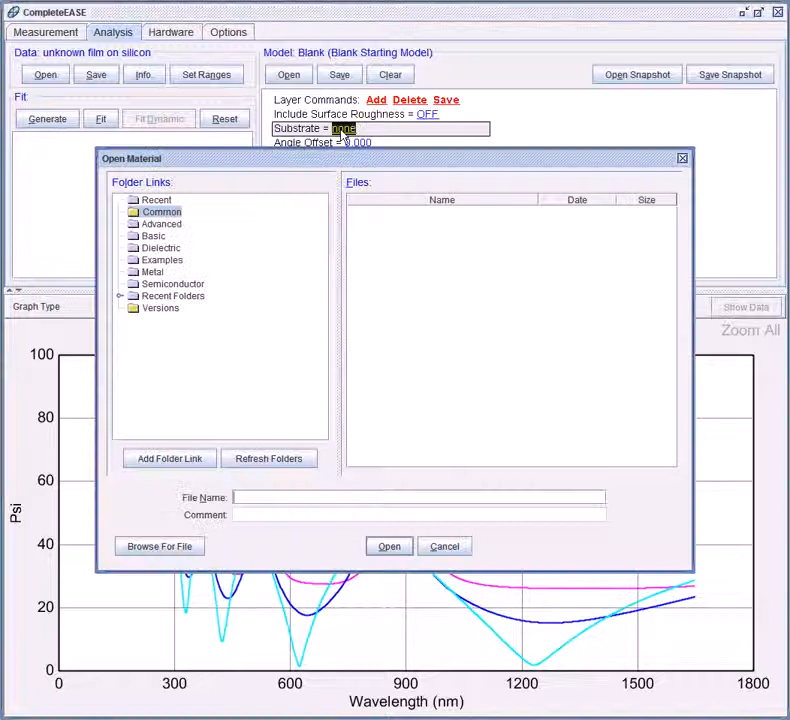 CompleteEASE
Measurement Analysis Hardware Options
Data: unknown film on silicon
Open Save Info. Set Ranges
Fit:
Generate Fit Fit Dynamic Reset
Model: Blank (Blank Starting Model)
Open Save Clear Open Snapshot Save Snapshot
Layer Commands: Add Delete Save
Include Surface Roughness = OFF
Substrate = none
Angle Offset = 0.000
Open Material
Folder Links:
Recent
Common
Advanced
Basic
Dielectric
Examples
Metal
Semiconductor
Recent Folders
Versions
Add Folder Link Refresh Folders
Files:
Name Date Size
File Name:
Comment:
Browse For File Open Cancel
Graph Type
Show Data
Zoom All
Psi
100
80
60
40
20
0
0 300 600 900 1200 1500 1800
Wavelength (nm)